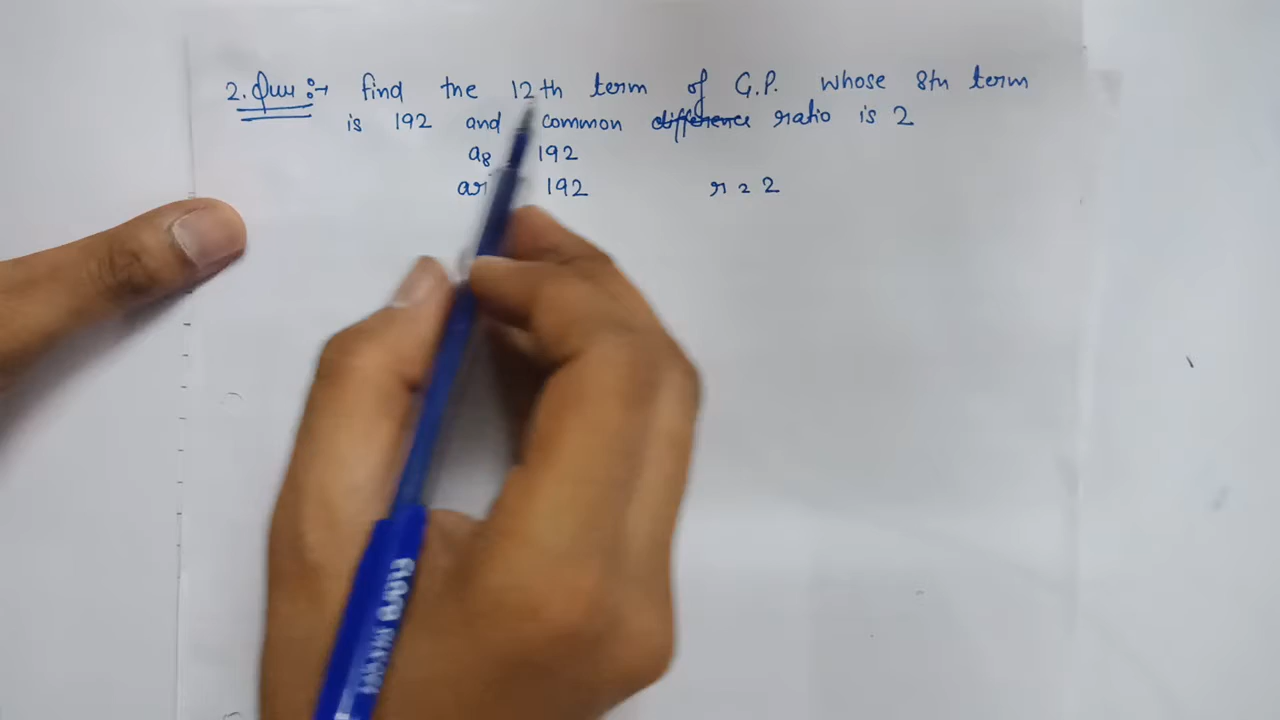 2. Que :→ find the 12th term of G.P. whose 8th term
is 192 and common difference ratio is 2
a8 192
ar 192 r = 2